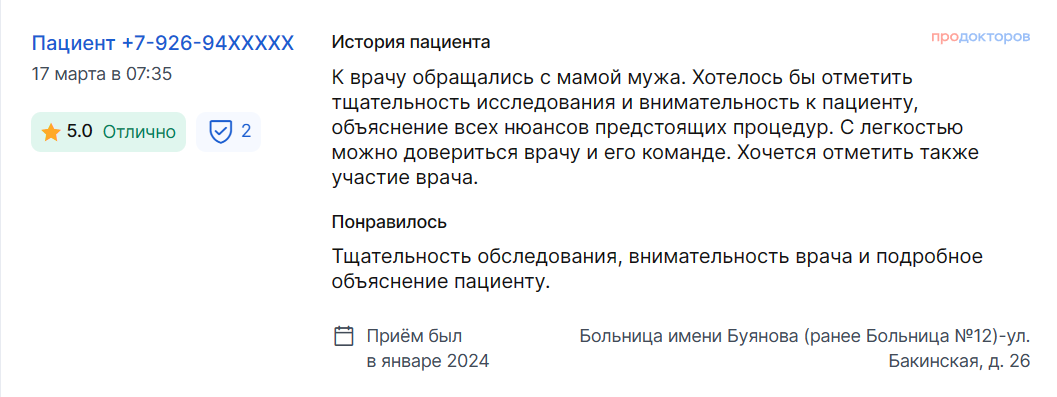 Пациент +7-926-94XXXXX
17 марта в 07:35
5.0 Отлично
2
История пациента
продокторов
К врачу обращались с мамой мужа. Хотелось бы отметить
тщательность исследования и внимательность к пациенту,
объяснение всех нюансов предстоящих процедур. С легкостью
можно довериться врачу и его команде. Хочется отметить также
участие врача.
Понравилось
Тщательность обследования, внимательность врача и подробное
объяснение пациенту.
Приём был
в январе 2024
Больница имени Буянова (ранее Больница №12)-ул.
Бакинская, д. 26